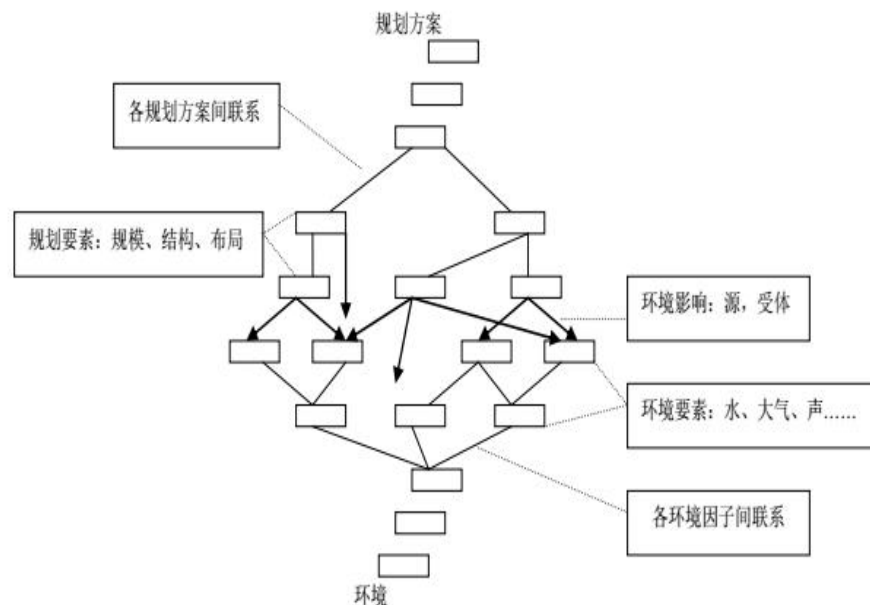 规划方案
各规划方案间联系
规划要素：规模、结构、布局
环境影响：源，受体
环境要素：水、大气、声……
各环境因子间联系
环境